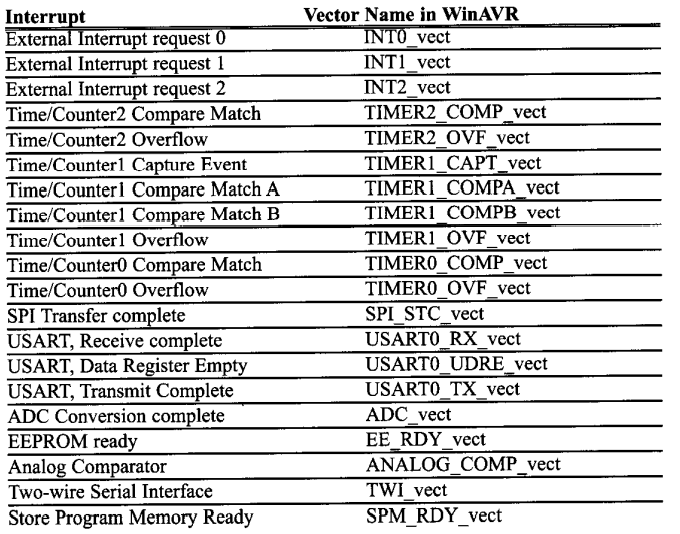 Interrupt Vector Name in WinAVR
External Interrupt request 0 INT0_vect
External Interrupt request 1 INT1_vect
External Interrupt request 2 INT2_vect
Time/Counter2 Compare Match TIMER2_COMP_vect
Time/Counter2 Overflow TIMER2_OVF_vect
Time/Counter1 Capture Event TIMER1_CAPT_vect
Time/Counter1 Compare Match A TIMER1_COMPA_vect
Time/Counter1 Compare Match B TIMER1_COMPB_vect
Time/Counter1 Overflow TIMER1_OVF_vect
Time/Counter0 Compare Match TIMER0_COMP_vect
Time/Counter0 Overflow TIMER0_OVF_vect
SPI Transfer complete SPI_STC_vect
USART, Receive complete USART0_RX_vect
USART, Data Register Empty USART0_UDRE_vect
USART, Transmit Complete USART0_TX_vect
ADC Conversion complete ADC_vect
EEPROM ready EE_RDY_vect
Analog Comparator ANALOG_COMP_vect
Two-wire Serial Interface TWI_vect
Store Program Memory Ready SPM_RDY_vect